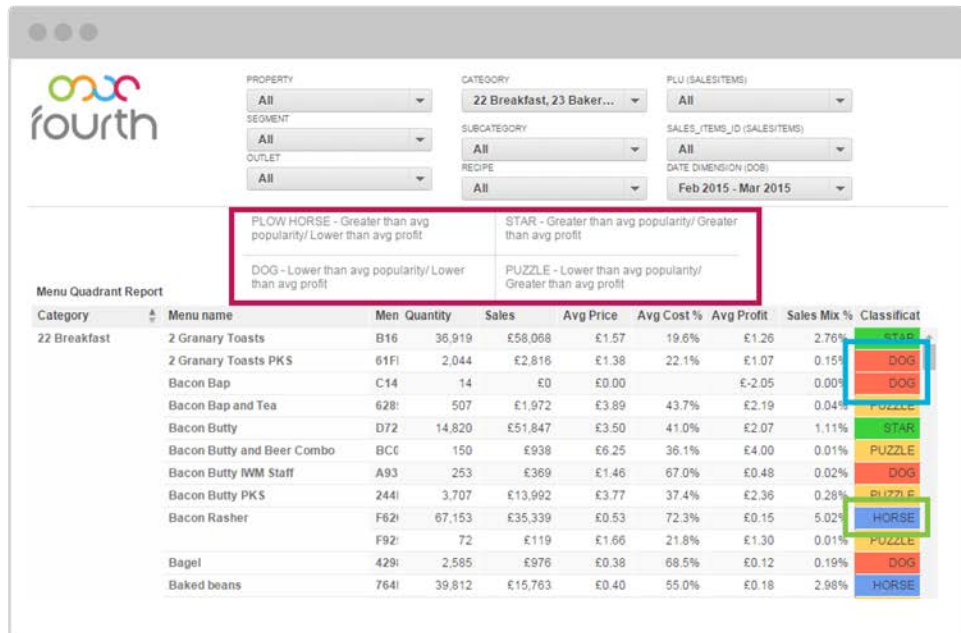 fourth
PROPERTY
All
SEGMENT
All
OUTLET
All
CATEGORY
22 Breakfast, 23 Baker...
SUBCATEGORY
All
RECIPE
All
PLU (SALESITEMS)
All
SALES_ITEMS_ID (SALESITEMS)
All
DATE DIMENSION (DOB)
Feb 2015 - Mar 2015
PLOW HORSE - Greater than avg
popularity/ Lower than avg profit
STAR - Greater than avg popularity/ Greater
than avg profit
DOG - Lower than avg popularity/ Lower
than avg profit
PUZZLE - Lower than avg popularity/
Greater than avg profit
Menu Quadrant Report
Category Menu name Men Quantity Sales Avg Price Avg Cost % Avg Profit Sales Mix % Classificat
22 Breakfast 2 Granary Toasts B16 36,919 £58,068 £1.57 19.6% £1.26 2.76% STAR
2 Granary Toasts PKS 61Fl 2,044 £2,816 £1.38 22.1% £1.07 0.15% DOG
Bacon Bap C14 14 £0 £0.00 £-2.05 0.00% DOG
Bacon Bap and Tea 628 507 £1,972 £3.89 43.7% £2.19 0.04% PUZZLE
Bacon Butty D72 14,820 £51,847 £3.50 41.0% £2.07 1.11% STAR
Bacon Butty and Beer Combo 150 £938 £6.25 36.1% £4.00 0.01% PUZZLE
Bacon Butty IWM Staff A93 253 £369 £1.46 67.0% £0.48 0.02% DOG
Bacon Butty PKS 244 3,707 £13,992 £3.77 37.4% £2.36 0.28% PUZZLE
Bacon Rasher F62 67,153 £35,339 £0.53 72.3% £0.15 5.02% HORSE
F92 72 £119 £1.66 21.8% £1.30 0.01% PUZZLE
Bagel 429 2,585 £976 £0.38 68.5% £0.12 0.19% DOG
Baked beans 764 39,812 £15,763 £0.40 55.0% £0.18 2.98% HORSE